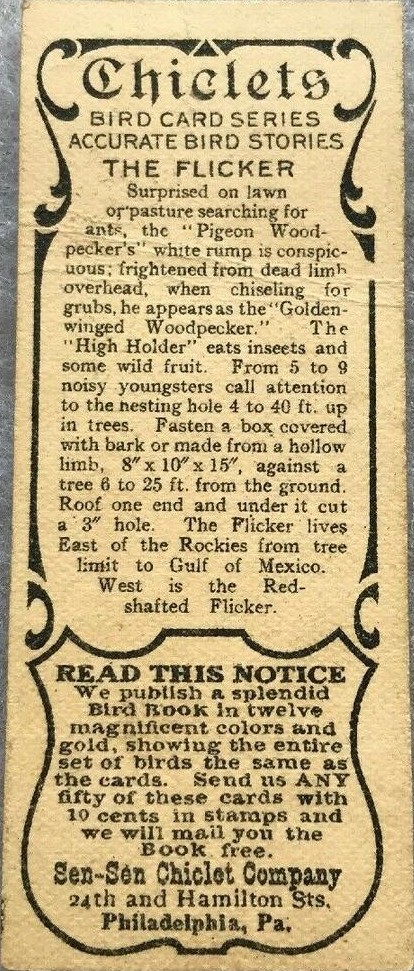 Chiclets
BIRD CARD SERIES
ACCURATE BIRD STORIES
THE FLICKER
Surprised on lawn
or pasture searching for
ants, the "Pigeon Wood-
pecker's" white rump is conspic-
uous; frightened from dead limb
overhead, when chiseling for
grubs, he appears as the "Golden-
winged Woodpecker." The
"High Holder" eats insects and
some wild fruit. From 5 to 9
noisy youngsters call attention
to the nesting hole 4 to 40 ft. up
in trees. Fasten a box covered
with bark or made from a hollow
limb, 8" x 10" x 15", against a
tree 6 to 25 ft. from the ground.
Roof one end and under it cut
a 3" hole. The Flicker lives
East of the Rockies from tree
limit to Gulf of Mexico.
West is the Red-
shafted Flicker.
READ THIS NOTICE
We publish a splendid
Bird Book in twelve
magnificent colors and
gold, showing the entire
set of birds the same as
the cards. Send us ANY
fifty of these cards with
10 cents in stamps and
we will mail you the
Book free.
Sen-Sen Chiclet Company
24th and Hamilton Sts.
Philadelphia, Pa.